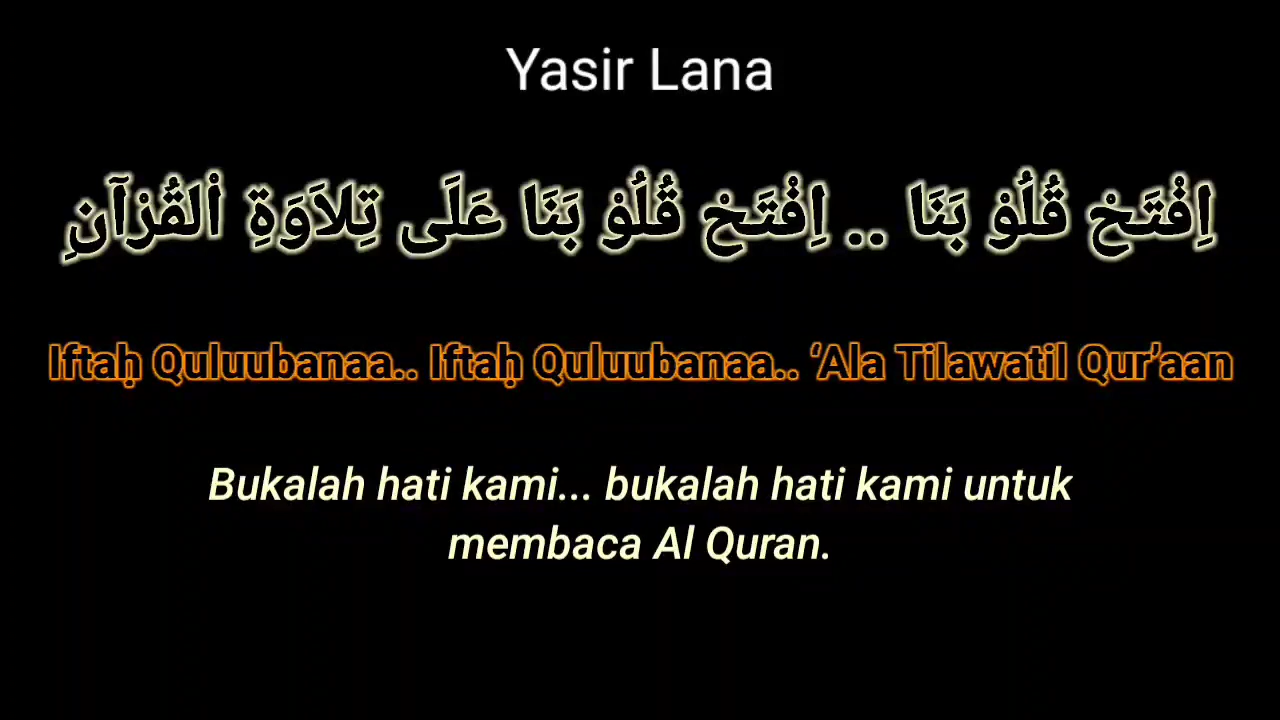 Yasir Lana
اِفْتَحْ قُلُوْ بَنَا .. اِفْتَحْ قُلُوْ بَنَا عَلَى تِلاَوَةِ اْلقُرْآنِ
Iftaḥ Quluubanaa.. Iftaḥ Quluubanaa.. ‘Ala Tilawatil Qur’aan
Bukalah hati kami... bukalah hati kami untuk
membaca Al Quran.